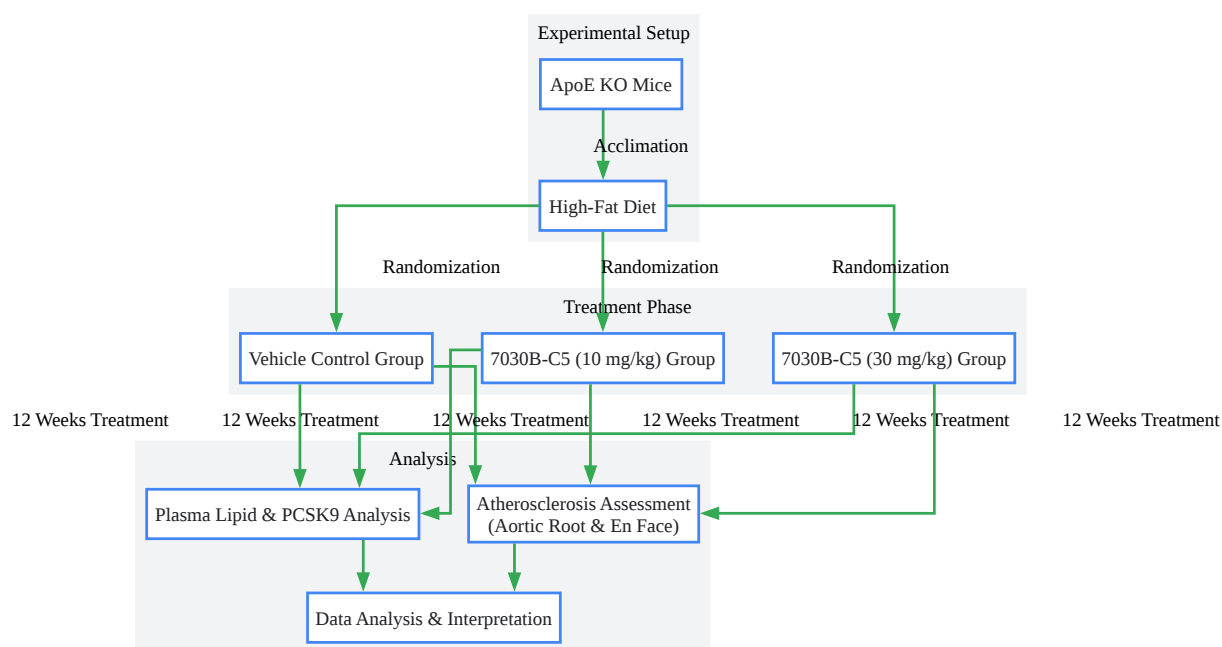 Experimental Setup
ApoE KO Mice
Acclimation
High-Fat Diet
Randomization
Randomization
Randomization
Treatment Phase
Vehicle Control Group
7030B-C5 (10 mg/kg) Group
7030B-C5 (30 mg/kg) Group
12 Weeks Treatment
12 Weeks Treatment
12 Weeks Treatment
12 Weeks Treatment
12 Weeks Treatment
12 Weeks Treatment
Analysis
Plasma Lipid & PCSK9 Analysis
Atherosclerosis Assessment
(Aortic Root & En Face)
Data Analysis & Interpretation